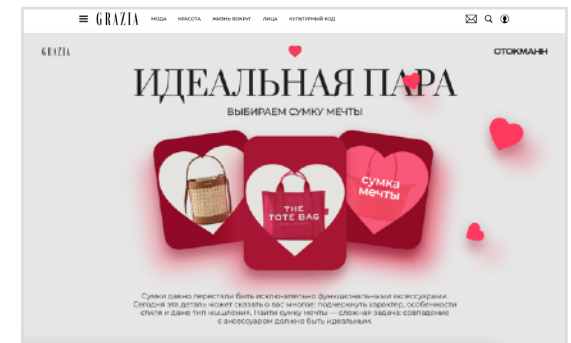 GRAZIA
МОДА КРАСОТА ЖИЗНЬ ВОКРУГ ЛИЦА КУЛЬТУРНЫЙ КОД
GRAZIA
СТОКМАНН
ИДЕАЛЬНАЯ ПАРА
ВЫБИРАЕМ СУМКУ МЕЧТЫ
THE
TOTE BAG
сумка
мечты
Сумки давно перестали быть исключительно функциональными аксессуарами.
Сегодня эта деталь может сказать о вас многое: подчеркнуть характер, особенности
стиля и даже тип мышления. Найти сумку мечты — сложная задача: совпадение
с аксессуаром должно быть идеальным.